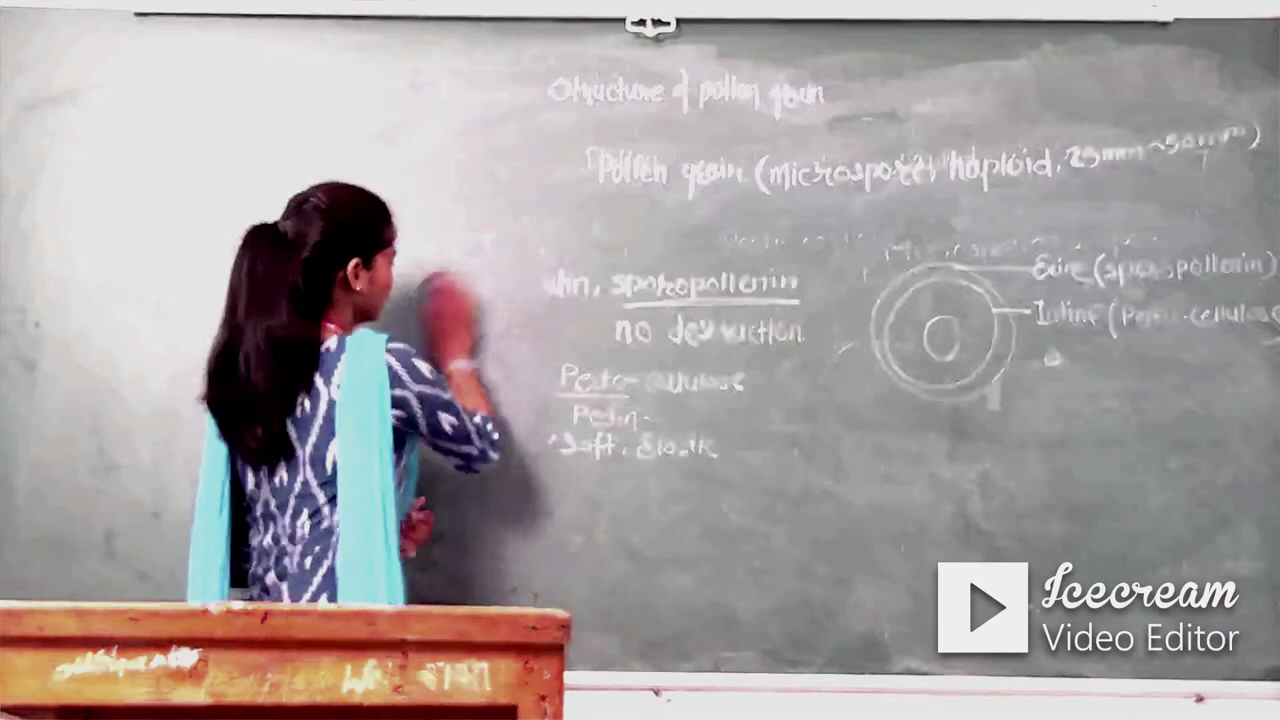 Structure of pollen grain
Pollen grain (microspore) haploid, 25mm-50mm)
Exine (sporopollenin)
sporopollenin
Intine (Pecto-cellulose
no destruction
Pecto-cellulose
Pectin
Soft, Elastic
Icecream
Video Editor